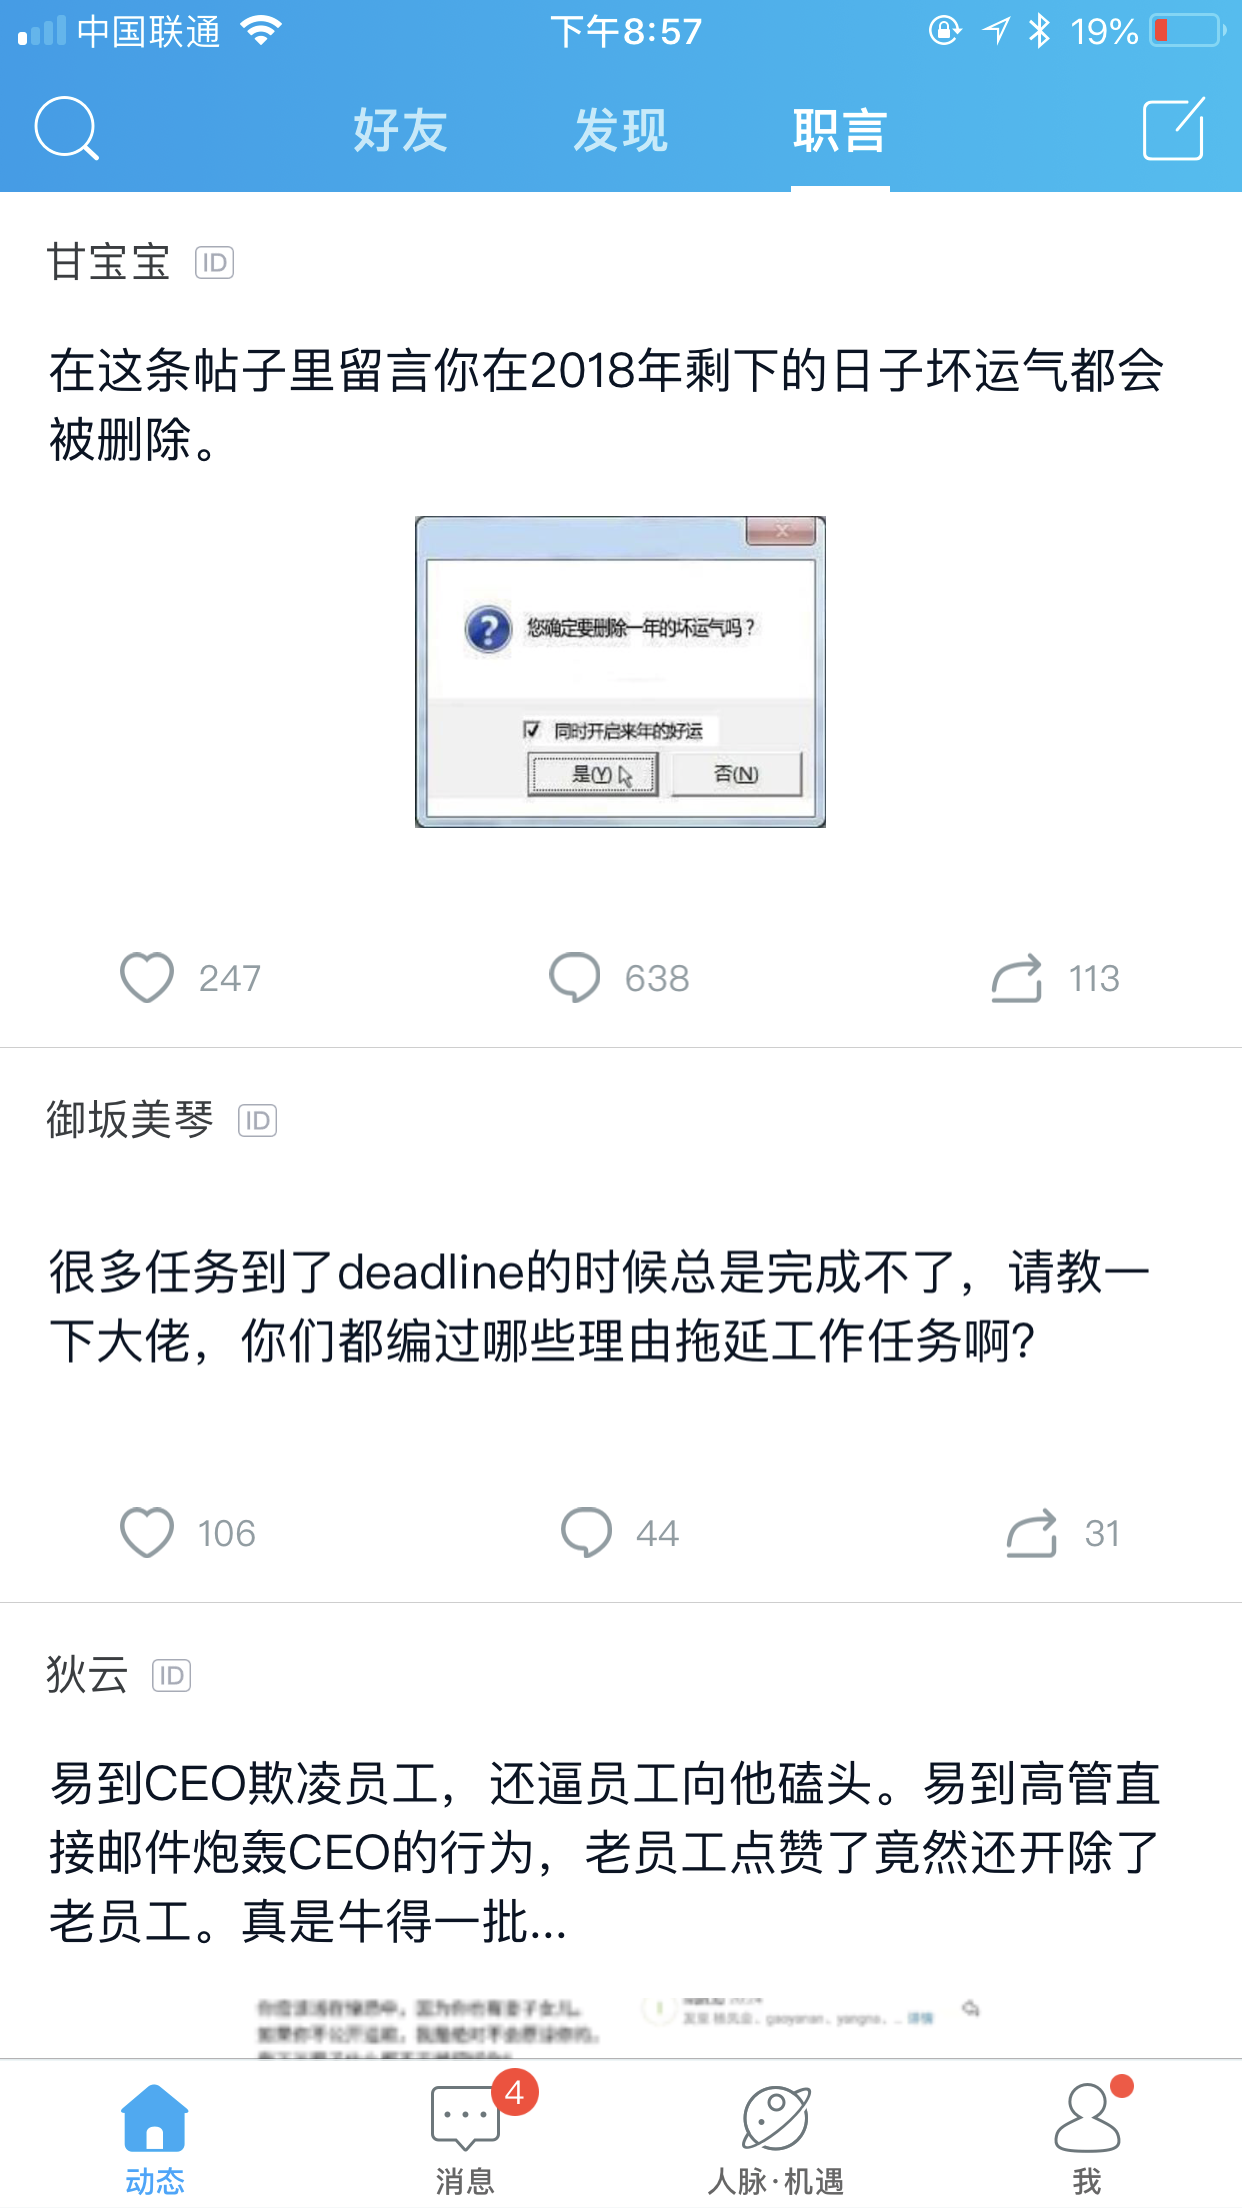 中国联通
下午8:57
19%
好友
发现
职言
甘宝宝 ID
在这条帖子里留言你在2018年剩下的日子坏运气都会
被删除。
您确定要删除一年的坏运气吗？
同时开启来年的好运
是(Y)
否(N)
247
638
113
御坂美琴 ID
很多任务到了deadline的时候总是完成不了，请教一
下大佬，你们都编过哪些理由拖延工作任务啊？
106
44
31
狄云 ID
易到CEO欺凌员工，还逼员工向他磕头。易到高管直
接邮件炮轰CEO的行为，老员工点赞了竟然还开除了
老员工。真是牛得一批...
4
动态
消息
人脉·机遇
我